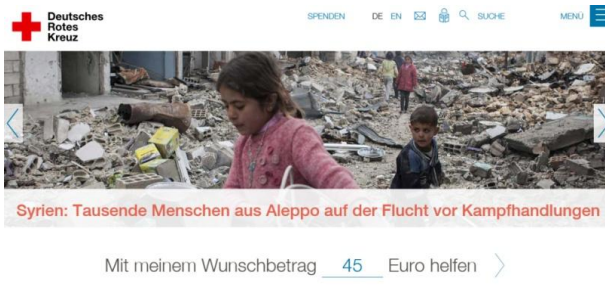 Deutsches
Rotes
Kreuz
SPENDEN DE EN SUCHE MENÜ
Syrien: Tausende Menschen aus Aleppo auf der Flucht vor Kampfhandlungen
Mit meinem Wunschbetrag 45 Euro helfen